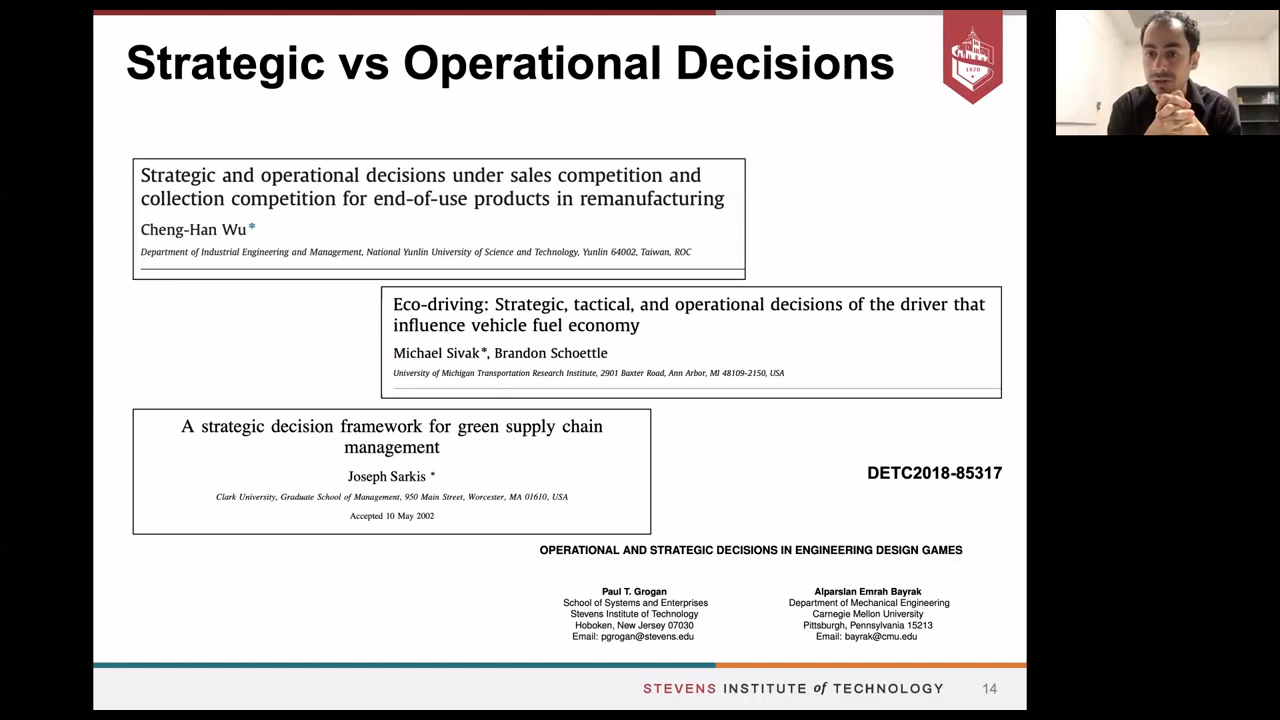 Strategic vs Operational Decisions
1870
Strategic and operational decisions under sales competition and
collection competition for end-of-use products in remanufacturing
Cheng-Han Wu*
Department of Industrial Engineering and Management, National Yunlin University of Science and Technology, Yunlin 64002, Taiwan, ROC
Eco-driving: Strategic, tactical, and operational decisions of the driver that
influence vehicle fuel economy
Michael Sivak*, Brandon Schoettle
University of Michigan Transportation Research Institute, 2901 Baxter Road, Ann Arbor, MI 48109-2150, USA
A strategic decision framework for green supply chain
management
Joseph Sarkis *
Clark University, Graduate School of Management, 950 Main Street, Worcester, MA 01610, USA
Accepted 10 May 2002
DETC2018-85317
OPERATIONAL AND STRATEGIC DECISIONS IN ENGINEERING DESIGN GAMES
Paul T. Grogan
School of Systems and Enterprises
Stevens Institute of Technology
Hoboken, New Jersey 07030
Email: pgrogan@stevens.edu
Alparslan Emrah Bayrak
Department of Mechanical Engineering
Carnegie Mellon University
Pittsburgh, Pennsylvania 15213
Email: bayrak@cmu.edu
STEVENS INSTITUTE of TECHNOLOGY
14